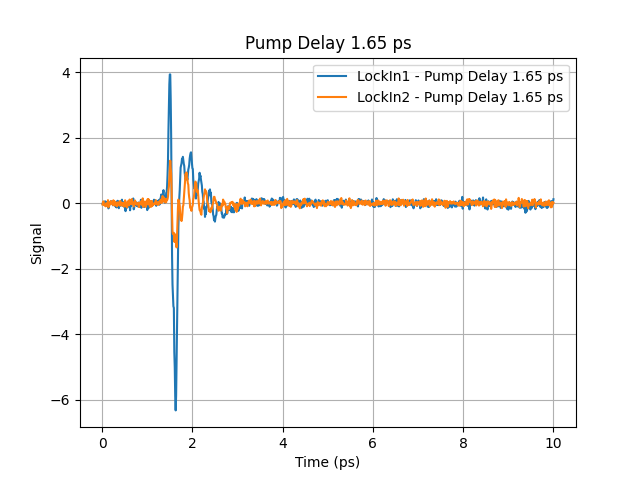 Pump Delay 1.65 ps
LockIn1 - Pump Delay 1.65 ps
LockIn2 - Pump Delay 1.65 ps
4
2
0
−2
−4
−6
Signal
0 2 4 6 8 10
Time (ps)